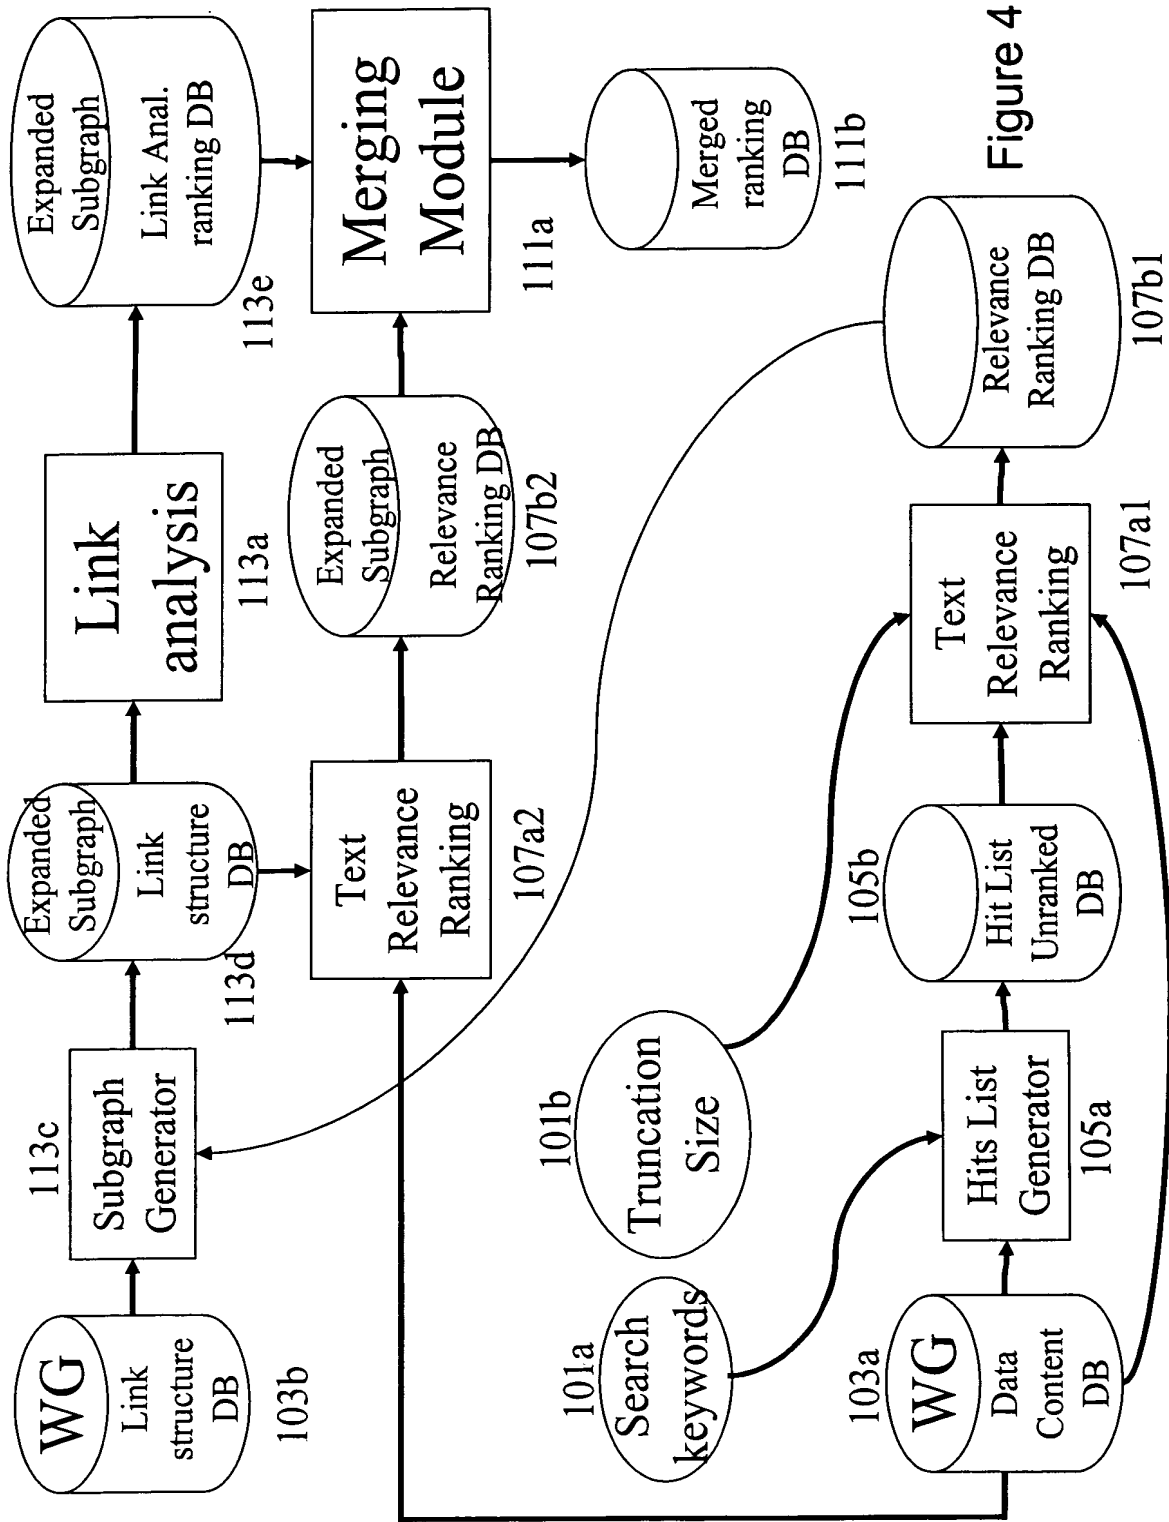 WG
Link
structure
DB
103b
113c
Subgraph
Generator
Expanded
Subgraph
Link
structure
DB
113d
Link
analysis
113a
Expanded
Subgraph
Link Anal.
ranking DB
113e
Text
Relevance
Ranking
107a2
Expanded
Subgraph
Relevance
Ranking DB
107b2
Merging
Module
111a
Merged
ranking
DB
111b
101a
Search
keywords
101b
Truncation
Size
103a
WG
Data
Content
DB
Hits List
Generator
105a
105b
Hit List
Unranked
DB
Text
Relevance
Ranking
107a1
Relevance
Ranking DB
107b1
Figure 4